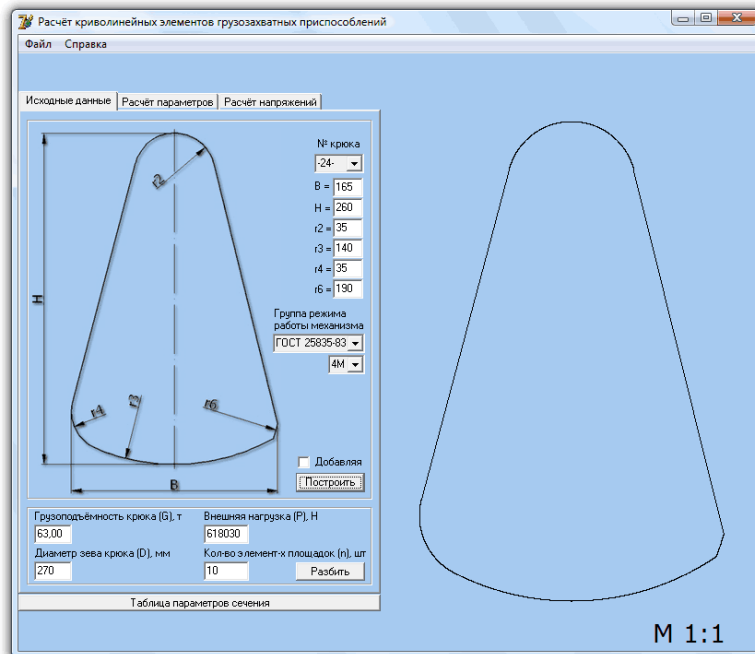 Расчёт криволинейных элементов грузозахватных приспособлений
Файл Справка
Исходные данные Расчёт параметров Расчёт напряжений
№ крюка
-24-
B = 165
H = 260
r2 = 35
r3 = 140
r4 = 35
r6 = 190
Группа режима
работы механизма
ГОСТ 25835-83
4М
r2
H
r4
r3
r6
B
Добавляя
Построить
Грузоподъёмность крюка (G), т
63,00
Внешняя нагрузка (P), Н
618030
Диаметр зева крюка (D), мм
270
Кол-во элемент-х площадок (n), шт
10
Разбить
Таблица параметров сечения
М 1:1